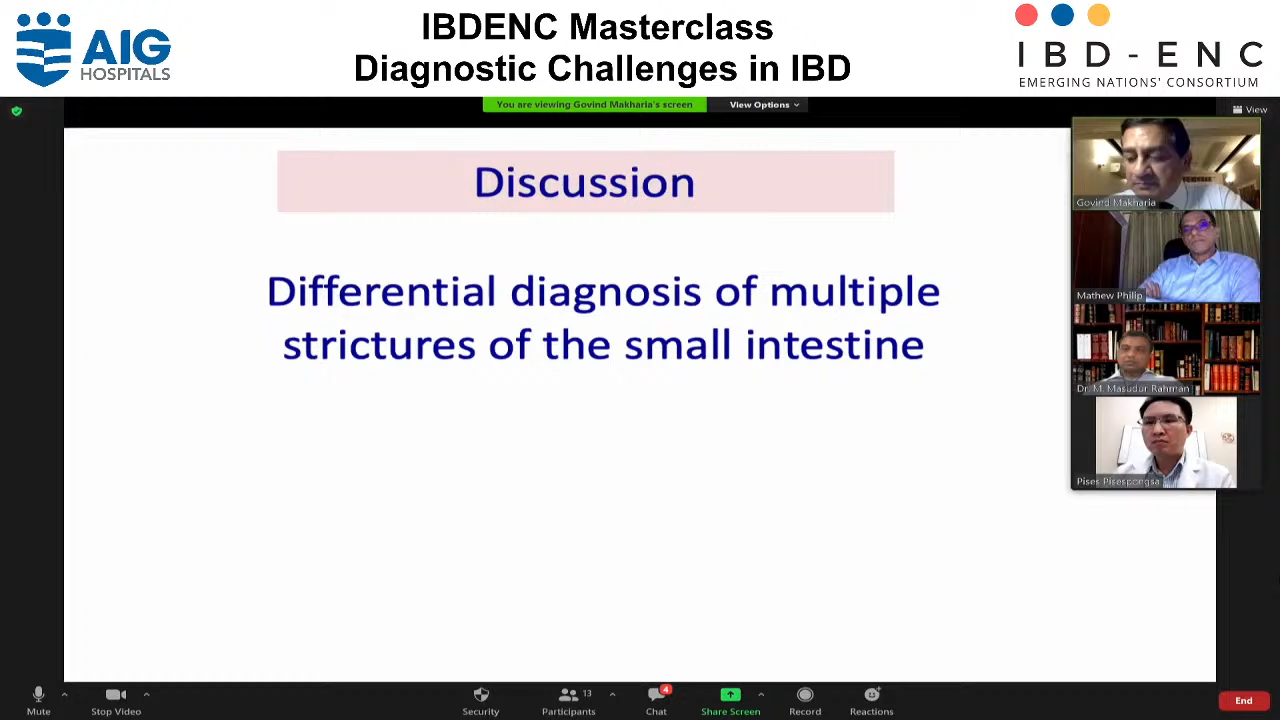 AIG
HOSPITALS
IBDENC Masterclass
Diagnostic Challenges in IBD
IBD-ENC
EMERGING NATIONS' CONSORTIUM
You are viewing Govind Makharia's screen
View Options
View
Discussion
Differential diagnosis of multiple
strictures of the small intestine
Govind Makharia
Mathew Philip
Dr. M. Masudur Rahman
Pises Pisespongsa
Mute
Stop Video
Security
Participants
13
Chat
4
Share Screen
Record
Reactions
End